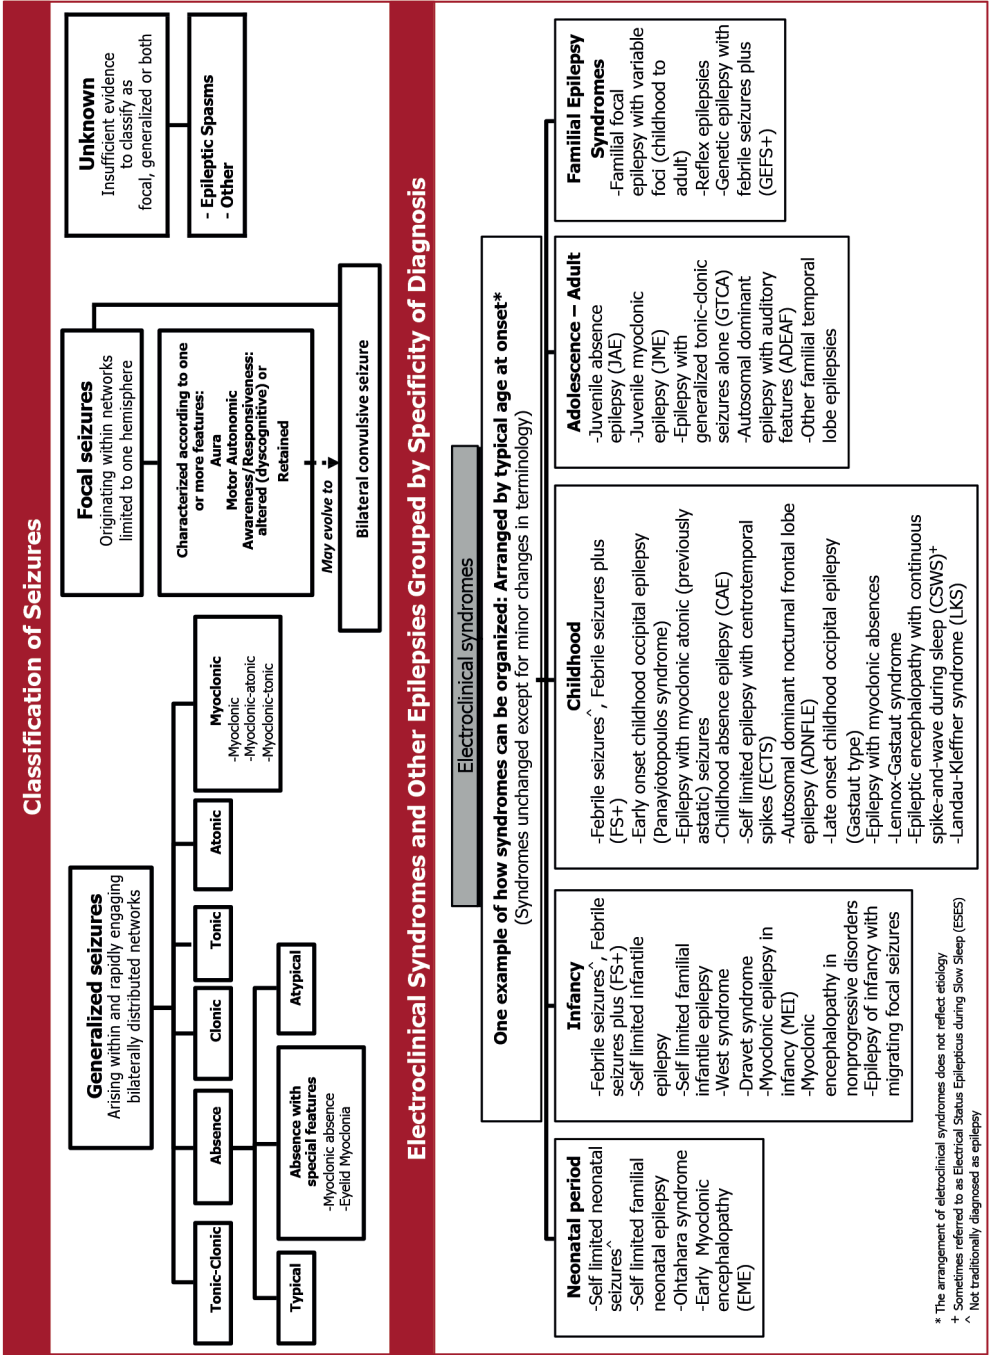 Classification of Seizures
Generalized seizures
Arising within and rapidly engaging
bilaterally distributed networks
Tonic-Clonic
Absence
Clonic
Tonic
Atonic
Myoclonic
-Myoclonic
-Myoclonic-atonic
-Myoclonic-tonic
Typical
Absence with
special features
-Myoclonic absence
-Eyelid Myoclonia
Atypical
Focal seizures
Originating within networks
limited to one hemisphere
Characterized according to one
or more features:
Aura
Motor Autonomic
Awareness/Responsiveness:
altered (dyscognitive) or
Retained
May evolve to
Bilateral convulsive seizure
Unknown
Insufficient evidence
to classify as
focal, generalized or both
- Epileptic Spasms
- Other
Electroclinical Syndromes and Other Epilepsies Grouped by Specificity of Diagnosis
Electroclinical syndromes
One example of how syndromes can be organized: Arranged by typical age at onset*
(Syndromes unchanged except for minor changes in terminology)
Neonatal period
-Self limited neonatal
seizures^
-Self limited familial
neonatal epilepsy
-Ohtahara syndrome
-Early Myoclonic
encephalopathy
(EME)
Infancy
-Febrile seizures^, Febrile
seizures plus (FS+)
-Self limited infantile
epilepsy
-Self limited familial
infantile epilepsy
-West syndrome
-Dravet syndrome
-Myoclonic epilepsy in
infancy (MEI)
-Myoclonic
encephalopathy in
nonprogressive disorders
-Epilepsy of infancy with
migrating focal seizures
Childhood
-Febrile seizures^, Febrile seizures plus
(FS+)
-Early onset childhood occipital epilepsy
(Panayiotopoulos syndrome)
-Epilepsy with myoclonic atonic (previously
astatic) seizures
-Childhood absence epilepsy (CAE)
-Self limited epilepsy with centrotemporal
spikes (ECTS)
-Autosomal dominant nocturnal frontal lobe
epilepsy (ADNFLE)
-Late onset childhood occipital epilepsy
(Gastaut type)
-Epilepsy with myoclonic absences
-Lennox-Gastaut syndrome
-Epileptic encephalopathy with continuous
spike-and-wave during sleep (CSWS)+
-Landau-Kleffner syndrome (LKS)
Adolescence – Adult
-Juvenile absence
epilepsy (JAE)
-Juvenile myoclonic
epilepsy (JME)
-Epilepsy with
generalized tonic-clonic
seizures alone (GTCA)
-Autosomal dominant
epilepsy with auditory
features (ADEAF)
-Other familial temporal
lobe epilepsies
Familial Epilepsy
Syndromes
-Familial focal
epilepsy with variable
foci (childhood to
adult)
-Reflex epilepsies
-Genetic epilepsy with
febrile seizures plus
(GEFS+)
* The arrangement of eletroclinical syndromes does not reflect etiology
+ Sometimes referred to as Electrical Status Epilepticus during Slow Sleep (ESES)
^ Not traditionally diagnosed as epilepsy